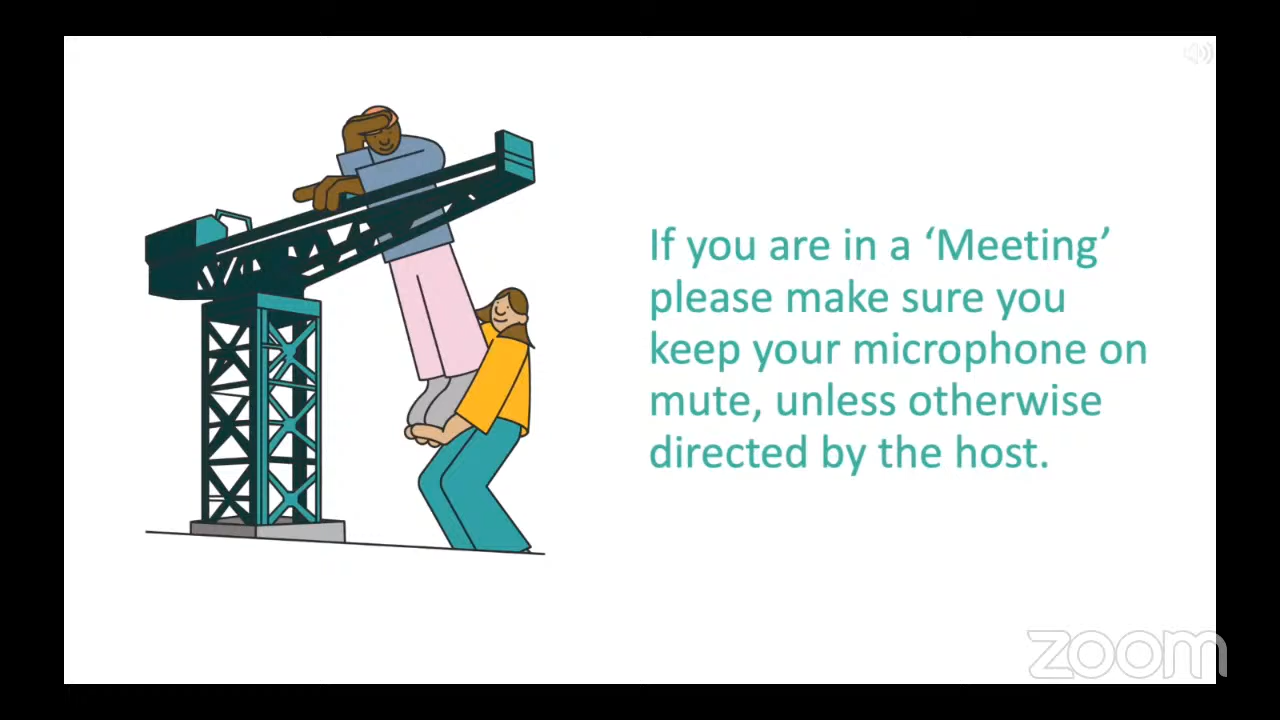 If you are in a ‘Meeting’
please make sure you
keep your microphone on
mute, unless otherwise
directed by the host.
zoom